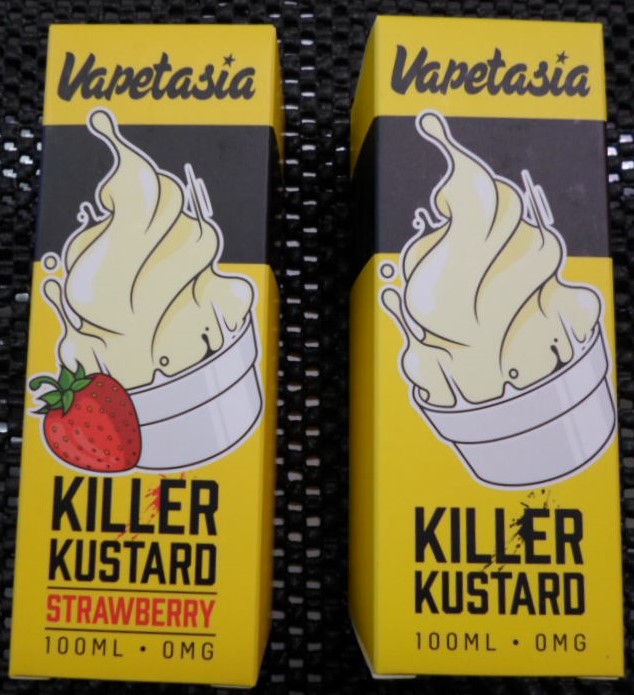 Vapetasia
KILLER
KUSTARD
STRAWBERRY
100ML • 0MG
Vapetasia
KILLER
KUSTARD
100ML • 0MG